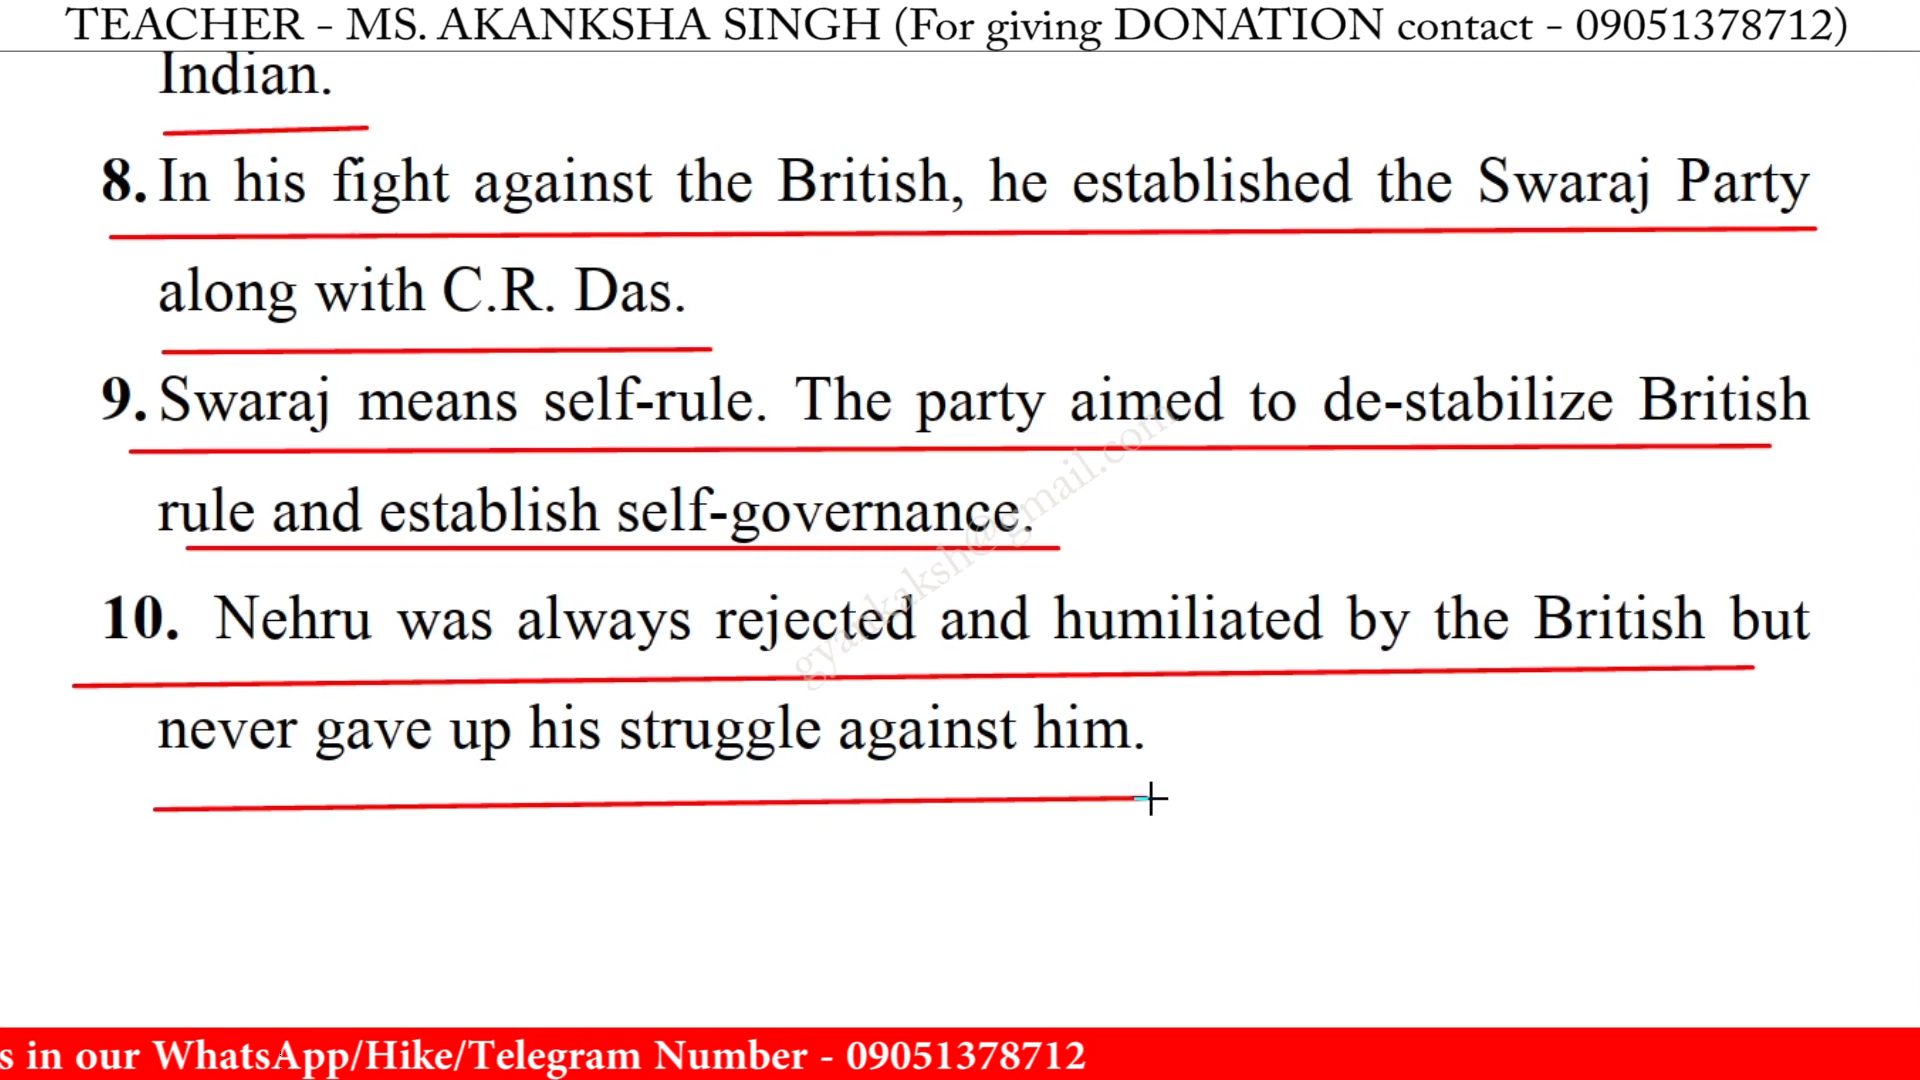 TEACHER - MS. AKANKSHA SINGH (For giving DONATION contact - 09051378712)
Indian.
8. In his fight against the British, he established the Swaraj Party
along with C.R. Das.
9. Swaraj means self-rule. The party aimed to de-stabilize British
rule and establish self-governance.
10. Nehru was always rejected and humiliated by the British but
never gave up his struggle against him.
gyankaksh@gmail.com
s in our WhatsApp/Hike/Telegram Number - 09051378712